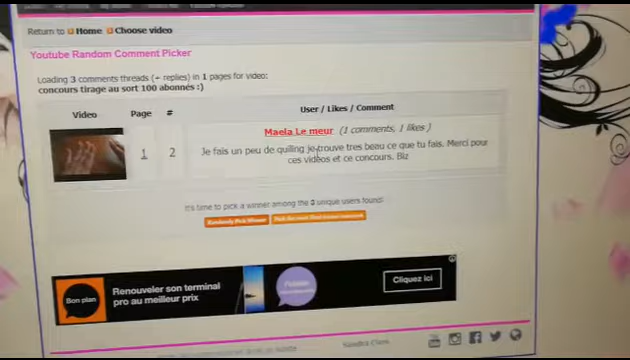 Return to Home Choose video
Youtube Random Comment Picker
Loading 3 comments threads (+ replies) in 1 pages for video:
concours tirage au sort 100 abonnés :)
Video Page # User / Likes / Comment
Maela Le meur (1 comments, 1 likes )
1 2 Je fais un peu de quiling je trouve tres beau ce que tu fais. Merci pour
ces vidéos et ce concours. Biz
It's time to pick a winner among the unique users found:
Randomly Pick Winner
Bon plan
Renouveler son terminal
pro au meilleur prix
Cliquez ici